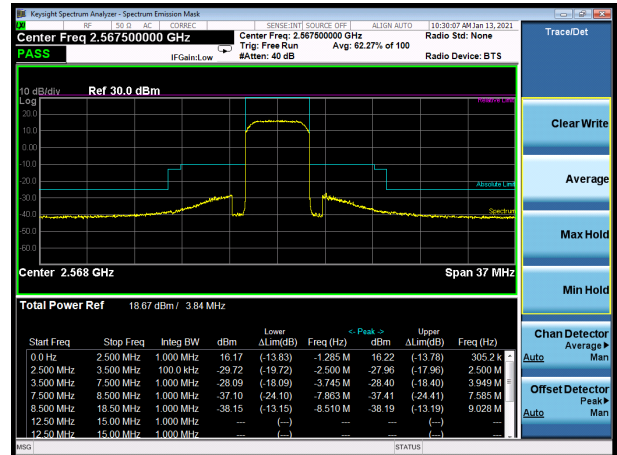 Keysight Spectrum Analyzer - Spectrum Emission Mask
LXI RF 50 Ω AC CORREC SENSE:INT SOURCE OFF ALIGN AUTO 10:30:07 AM Jan 13, 2021
Center Freq 2.567500000 GHz Center Freq: 2.567500000 GHz Radio Std: None
Trig: Free Run Avg: 62.27% of 100
PASS IFGain:Low #Atten: 40 dB Radio Device: BTS
Trace/Det
10 dB/div Ref 30.0 dBm
Log Relative Limit
20.0
10.0
0.00
-10.0
-20.0 Absolute Limit
-30.0
-40.0 Spectrum
-50.0
-60.0
Center 2.568 GHz Span 37 MHz
Clear Write
Average
Max Hold
Min Hold
Chan Detector
Average▶
Auto Man
Offset Detector
Peak▶
Auto Man
Total Power Ref 18.67 dBm / 3.84 MHz
Lower <- Peak -> Upper
Start Freq Stop Freq Integ BW dBm ΔLim(dB) Freq (Hz) dBm ΔLim(dB) Freq (Hz)
0.0 Hz 2.500 MHz 1.000 MHz 16.17 (-13.83) -1.285 M 16.22 (-13.78) 305.2 k
2.500 MHz 3.500 MHz 100.0 kHz -29.72 (-19.72) -2.500 M -27.96 (-17.96) 2.500 M
3.500 MHz 7.500 MHz 1.000 MHz -28.09 (-18.09) -3.745 M -28.40 (-18.40) 3.949 M
7.500 MHz 8.500 MHz 1.000 MHz -37.10 (-24.10) -7.863 M -37.41 (-24.41) 7.585 M
8.500 MHz 18.50 MHz 1.000 MHz -38.15 (-13.15) -8.510 M -38.19 (-13.19) 9.028 M
12.50 MHz 15.00 MHz 1.000 MHz --- (---) --- --- (---) ---
12.50 MHz 15.00 MHz 1.000 MHz --- (---) --- --- (---) ---
MSG STATUS